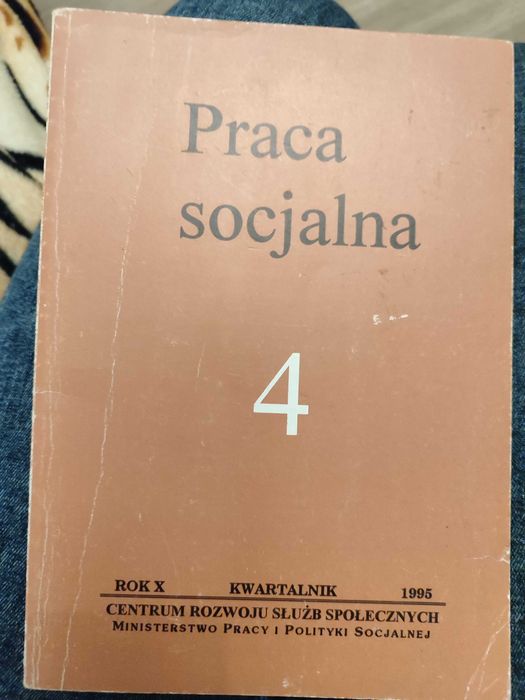 Praca
socjalna
4
ROK X KWARTALNIK 1995
CENTRUM ROZWOJU SŁUŻB SPOŁECZNYCH
MINISTERSTWO PRACY I POLITYKI SOCJALNEJ